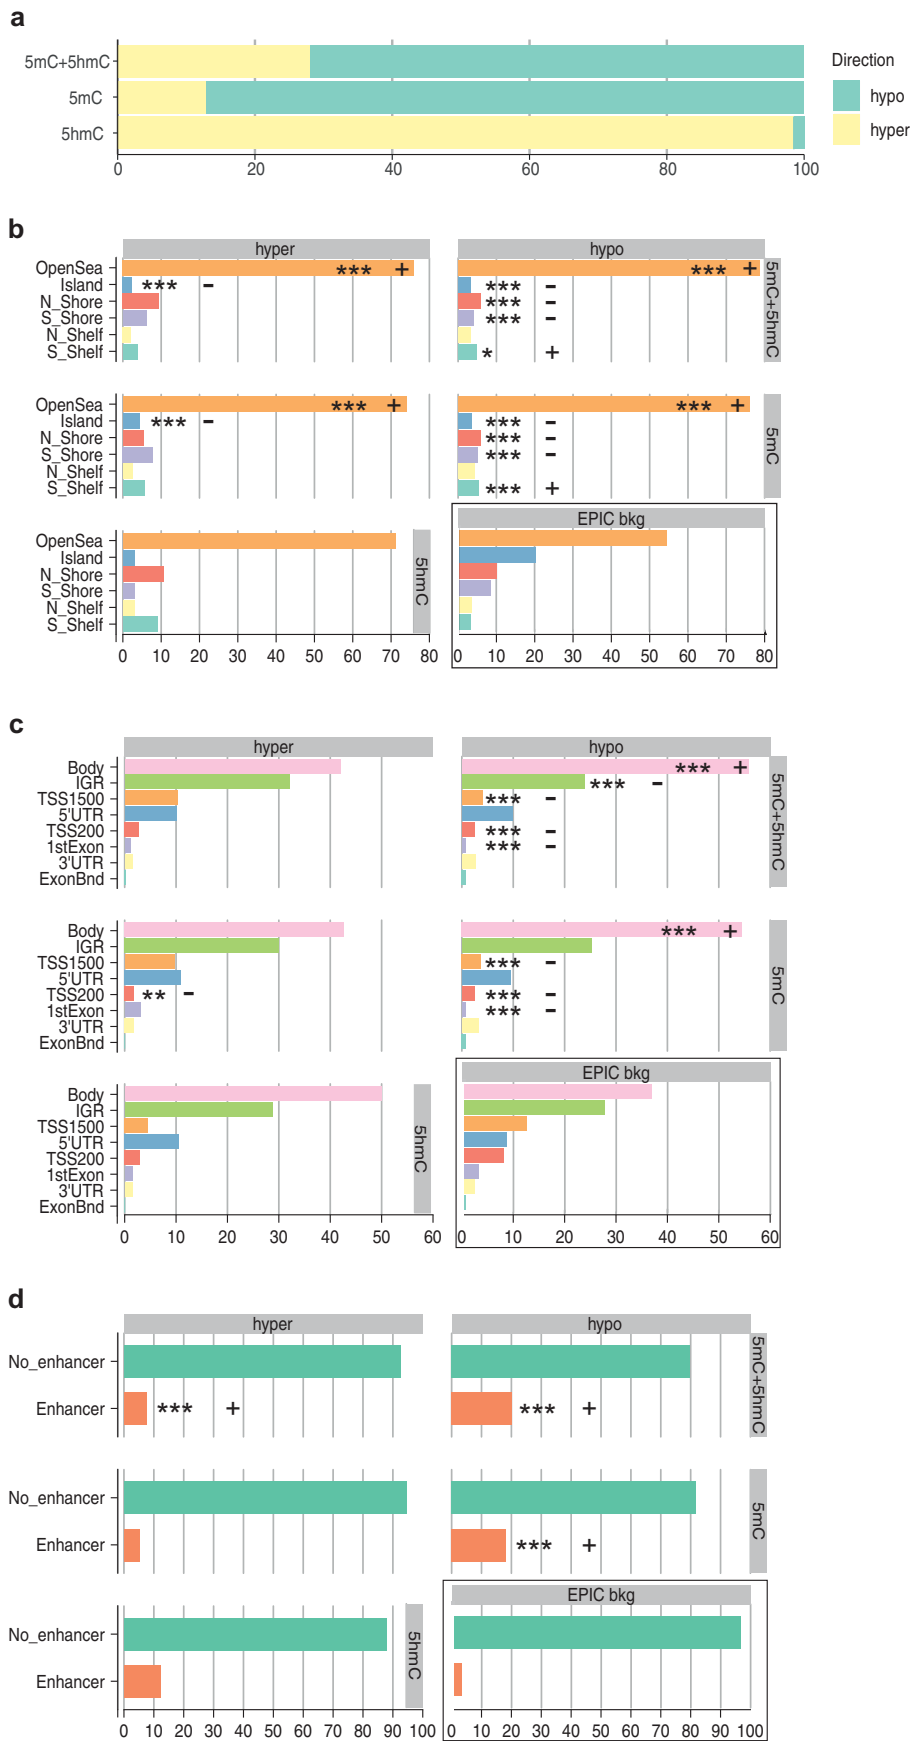 a
5mC+5hmC
5mC
5hmC
0 20 40 60 80 100
Direction
hypo
hyper
b
hyper hypo
5mC+5hmC
OpenSea *** + *** +
Island *** - *** -
N_Shore *** -
S_Shore *** -
N_Shelf
S_Shelf * +
5mC
OpenSea *** + *** +
Island *** - *** -
N_Shore *** -
S_Shore *** -
N_Shelf
S_Shelf *** +
EPIC bkg
5hmC
OpenSea
Island
N_Shore
S_Shore
N_Shelf
S_Shelf
0 10 20 30 40 50 60 70 80 0 10 20 30 40 50 60 70 80
c
hyper hypo
5mC+5hmC
Body *** +
IGR *** -
TSS1500 *** -
5'UTR
TSS200 *** -
1stExon *** -
3'UTR
ExonBnd
5mC
Body *** +
IGR
TSS1500 *** -
5'UTR
TSS200 ** - *** -
1stExon *** -
3'UTR
ExonBnd
EPIC bkg
5hmC
Body
IGR
TSS1500
5'UTR
TSS200
1stExon
3'UTR
ExonBnd
0 10 20 30 40 50 60 0 10 20 30 40 50 60
d
hyper hypo
5mC+5hmC
No_enhancer
Enhancer *** + *** +
5mC
No_enhancer
Enhancer *** +
EPIC bkg
5hmC
No_enhancer
Enhancer
0 10 20 30 40 50 60 70 80 90 100 0 10 20 30 40 50 60 70 80 90 100